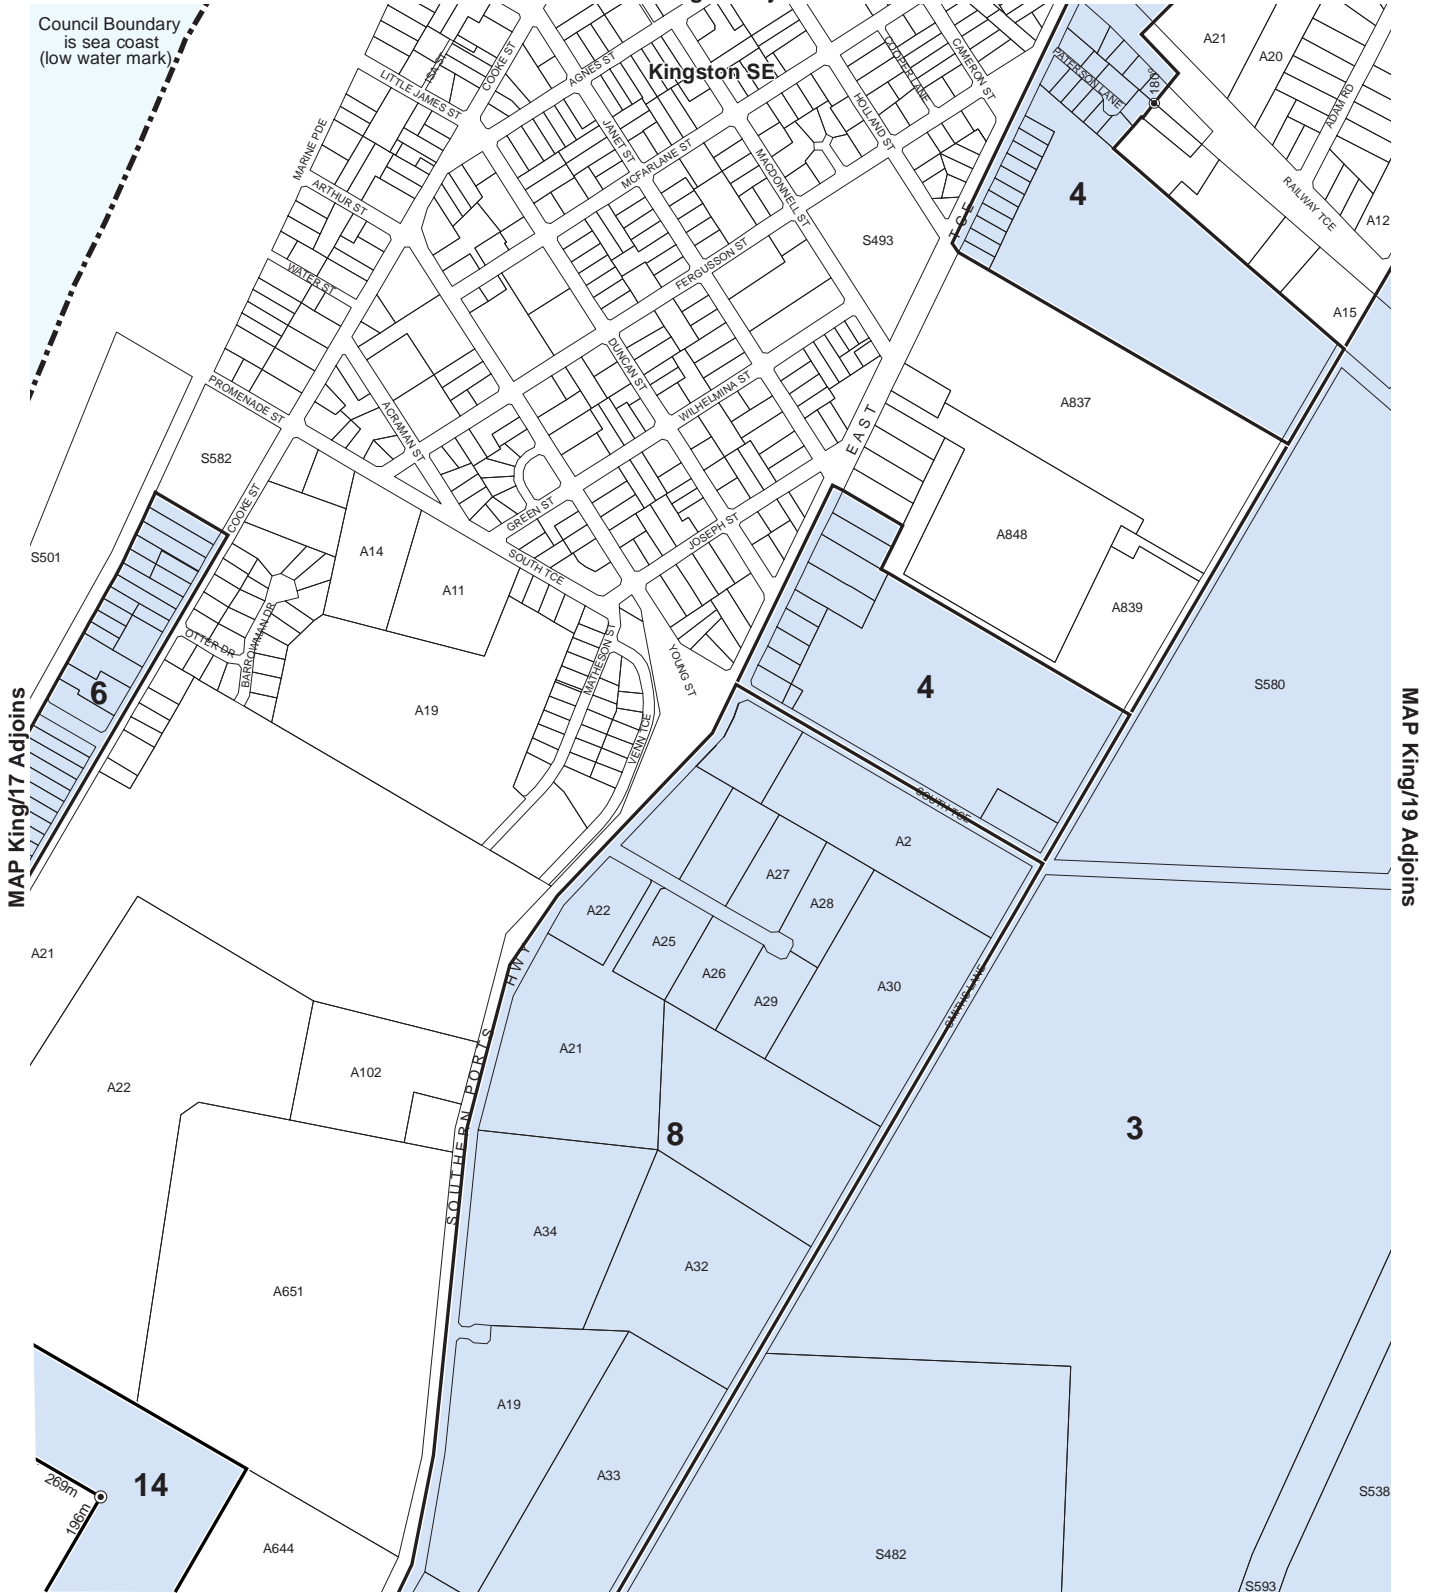 Council Boundary
is sea coast
(low water mark)
Kingston SE
COOKE ST
AGNES ST
LITTLE JAMES ST
COOPER LANE
CAMERON ST
PATERSON LANE
A21
A20
ADAM RD
HOLLAND ST
JANET ST
MCFARLANE ST
MACDONNELL ST
MARINE PDE
ARTHUR ST
4
RAILWAY TCE
A12
TCE
S493
WATER ST
FERGUSSON ST
A15
DUNCAN ST
WILHELMINA ST
PROMENADE ST
ACRAMAN ST
A837
EAST
S582
COOKE ST
GREEN ST
JOSEPH ST
A848
S501
A14
SOUTH TCE
A11
A839
OTTER DR
BARROWMAN DR
MATHESON ST
YOUNG ST
6
4
S580
A19
VENN TCE
MAP King/17 Adjoins
MAP King/19 Adjoins
SOUTH TCE
A2
A27
A28
A22
A25
A26
A29
A30
A21
HWY
SMITHS LANE
SOUTHERN PORTS
A21
A22
A102
8
3
A34
A32
A651
A19
A33
14
269m
196m
A644
S538
S482
S593